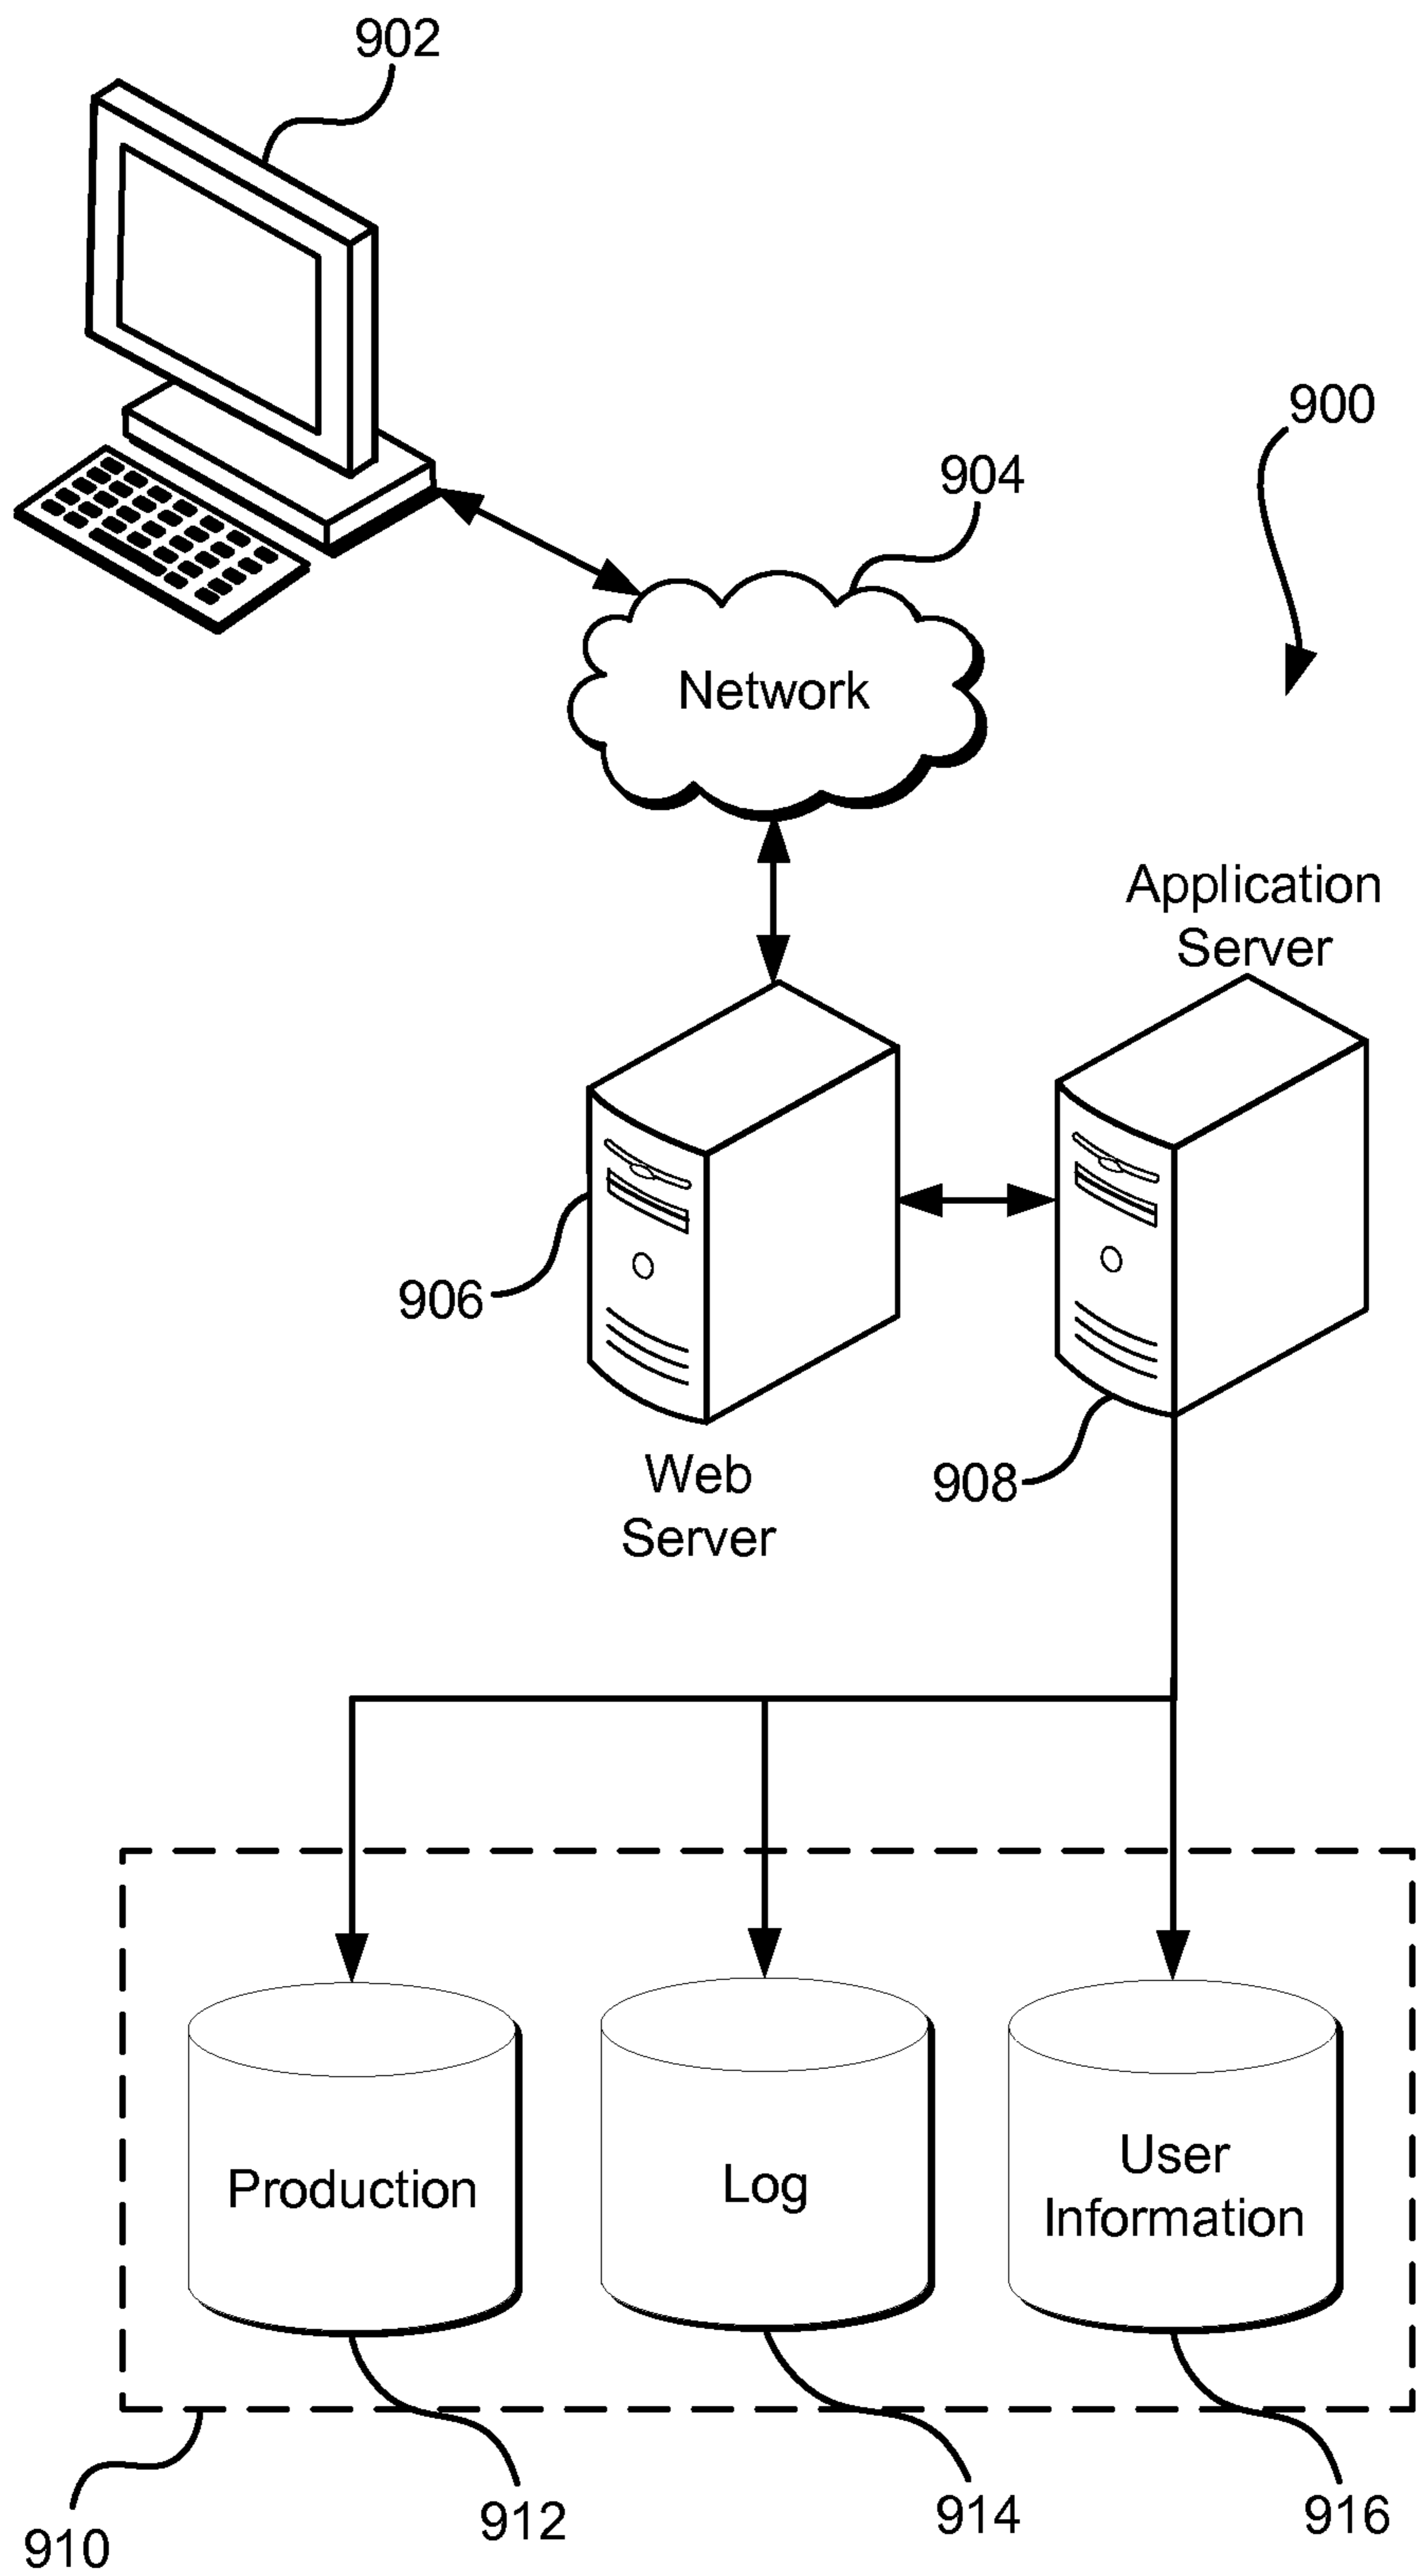 902
900
904
Network
Application
Server
906
Web
Server
908
Production
Log
User
Information
910
912
914
916